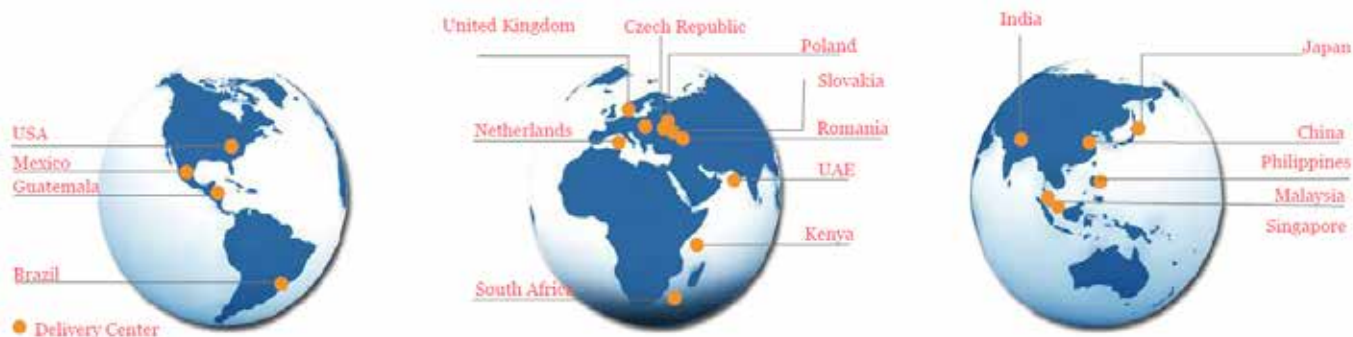 USA
Mexico
Guatemala
Brazil
Delivery Center
United Kingdom
Czech Republic
Poland
Slovakia
Netherlands
Romania
UAE
Kenya
South Africa
India
Japan
China
Philippines
Malaysia
Singapore